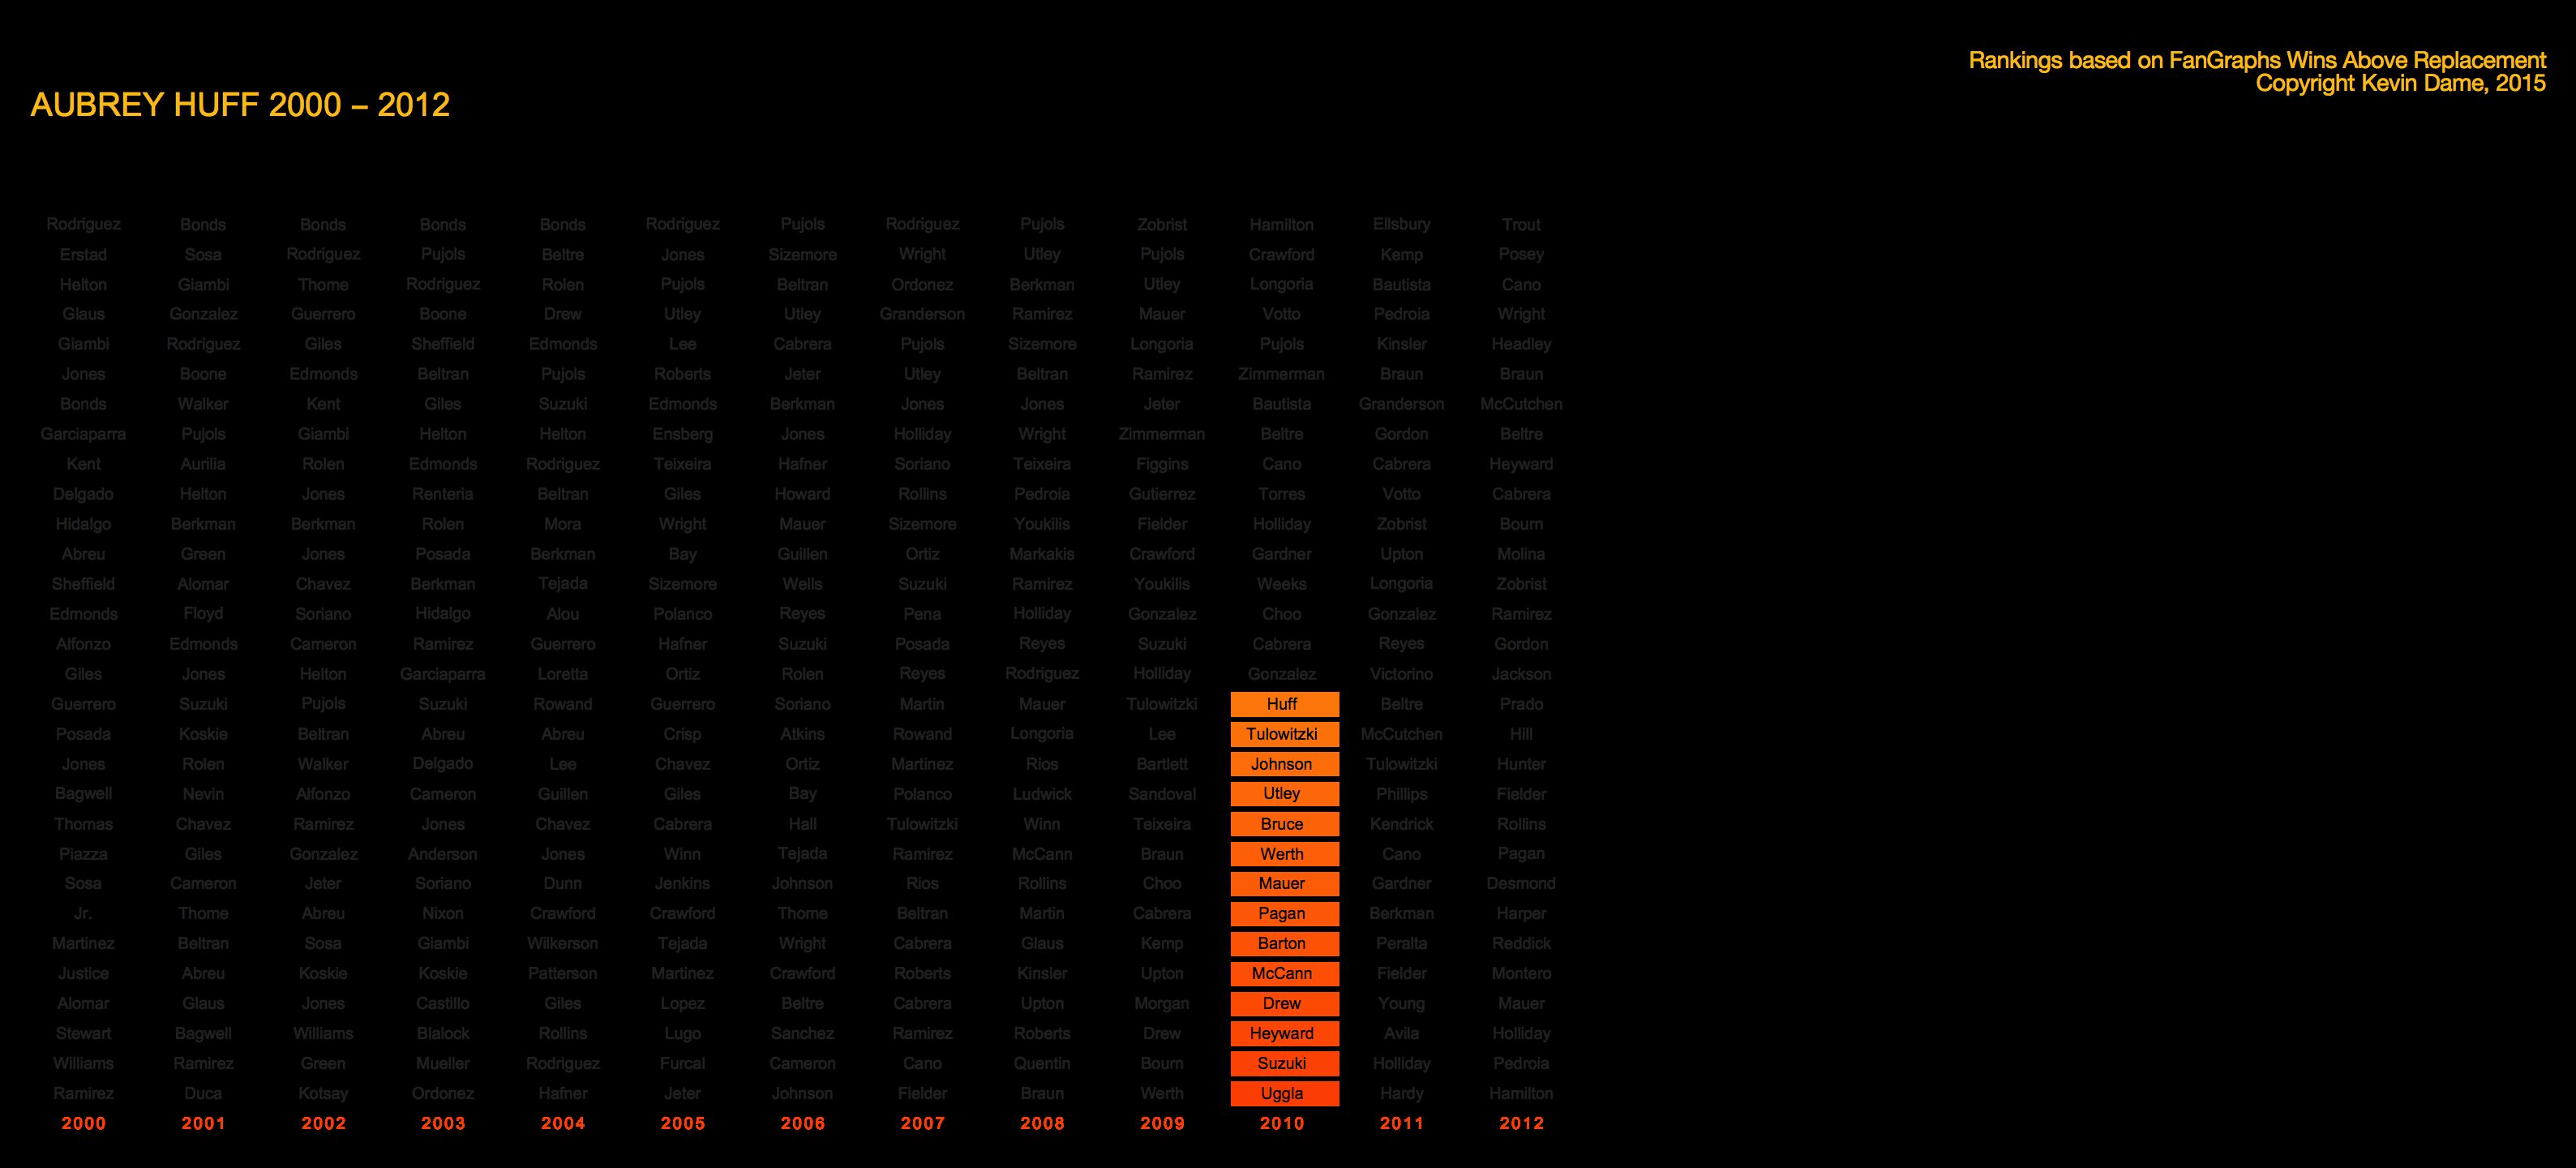 Rankings based on FanGraphs Wins Above Replacement
Copyright Kevin Dame, 2015
AUBREY HUFF 2000 – 2012
Rodriguez Bonds Bonds Bonds Bonds Rodriguez Pujols Rodriguez Pujols Zobrist Hamilton Ellsbury Trout
Erstad Sosa Rodriguez Pujols Beltre Jones Sizemore Wright Utley Pujols Crawford Kemp Posey
Helton Giambi Thome Rodriguez Rolen Pujols Beltran Ordonez Berkman Utley Longoria Bautista Cano
Glaus Gonzalez Guerrero Boone Drew Utley Utley Granderson Ramirez Mauer Votto Pedroia Wright
Giambi Rodriguez Giles Sheffield Edmonds Lee Cabrera Pujols Sizemore Longoria Pujols Kinsler Headley
Jones Boone Edmonds Beltran Pujols Roberts Jeter Utley Beltran Ramirez Zimmerman Braun Braun
Bonds Walker Kent Giles Suzuki Edmonds Berkman Jones Jones Jeter Bautista Granderson McCutchen
Garciaparra Pujols Giambi Helton Helton Ensberg Jones Holliday Wright Zimmerman Beltre Gordon Beltre
Kent Aurilia Rolen Edmonds Rodriguez Teixeira Hafner Soriano Teixeira Figgins Cano Cabrera Heyward
Delgado Helton Jones Renteria Beltran Giles Howard Rollins Pedroia Gutierrez Torres Votto Cabrera
Hidalgo Berkman Berkman Rolen Mora Wright Mauer Sizemore Youkilis Fielder Holliday Zobrist Bourn
Abreu Green Jones Posada Berkman Bay Guillen Ortiz Markakis Crawford Gardner Upton Molina
Sheffield Alomar Chavez Berkman Tejada Sizemore Wells Suzuki Ramirez Youkilis Weeks Longoria Zobrist
Edmonds Floyd Soriano Hidalgo Alou Polanco Reyes Pena Holliday Gonzalez Choo Gonzalez Ramirez
Alfonzo Edmonds Cameron Ramirez Guerrero Hafner Suzuki Posada Reyes Suzuki Cabrera Reyes Gordon
Giles Jones Helton Garciaparra Loretta Ortiz Rolen Reyes Rodriguez Holliday Gonzalez Victorino Jackson
Guerrero Suzuki Pujols Suzuki Rowand Guerrero Soriano Martin Mauer Tulowitzki Huff Beltre Prado
Posada Koskie Beltran Abreu Abreu Crisp Atkins Rowand Longoria Lee Tulowitzki McCutchen Hill
Jones Rolen Walker Delgado Lee Chavez Ortiz Martinez Rios Bartlett Johnson Tulowitzki Hunter
Bagwell Nevin Alfonzo Cameron Guillen Giles Bay Polanco Ludwick Sandoval Utley Phillips Fielder
Thomas Chavez Ramirez Jones Chavez Cabrera Hall Tulowitzki Winn Teixeira Bruce Kendrick Rollins
Piazza Giles Gonzalez Anderson Jones Winn Tejada Ramirez McCann Braun Werth Cano Pagan
Sosa Cameron Jeter Soriano Dunn Jenkins Johnson Rios Rollins Choo Mauer Gardner Desmond
Jr. Thome Abreu Nixon Crawford Crawford Thome Beltran Martin Cabrera Pagan Berkman Harper
Martinez Beltran Sosa Giambi Wilkerson Tejada Wright Cabrera Glaus Kemp Barton Peralta Reddick
Justice Abreu Koskie Koskie Patterson Martinez Crawford Roberts Kinsler Upton McCann Fielder Montero
Alomar Glaus Jones Castillo Giles Lopez Beltre Cabrera Upton Morgan Drew Young Mauer
Stewart Bagwell Williams Blalock Rollins Lugo Sanchez Ramirez Roberts Drew Heyward Avila Holliday
Williams Ramirez Green Mueller Rodriguez Furcal Cameron Cano Quentin Bourn Suzuki Holliday Pedroia
Ramirez Duca Kotsay Ordonez Hafner Jeter Johnson Fielder Braun Werth Uggla Hardy Hamilton
2000 2001 2002 2003 2004 2005 2006 2007 2008 2009 2010 2011 2012